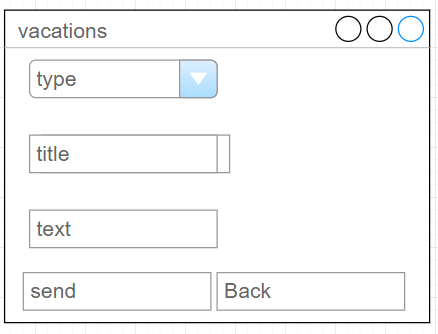 vacations
type
title
text
send Back